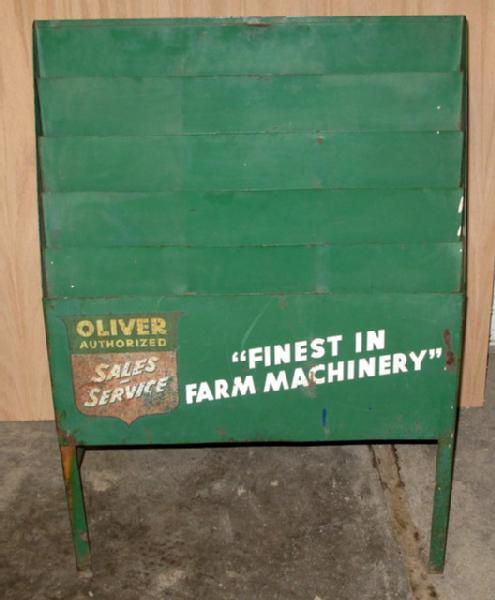 OLIVER
AUTHORIZED
SALES
-
SERVICE
"FINEST IN
FARM MACHINERY"